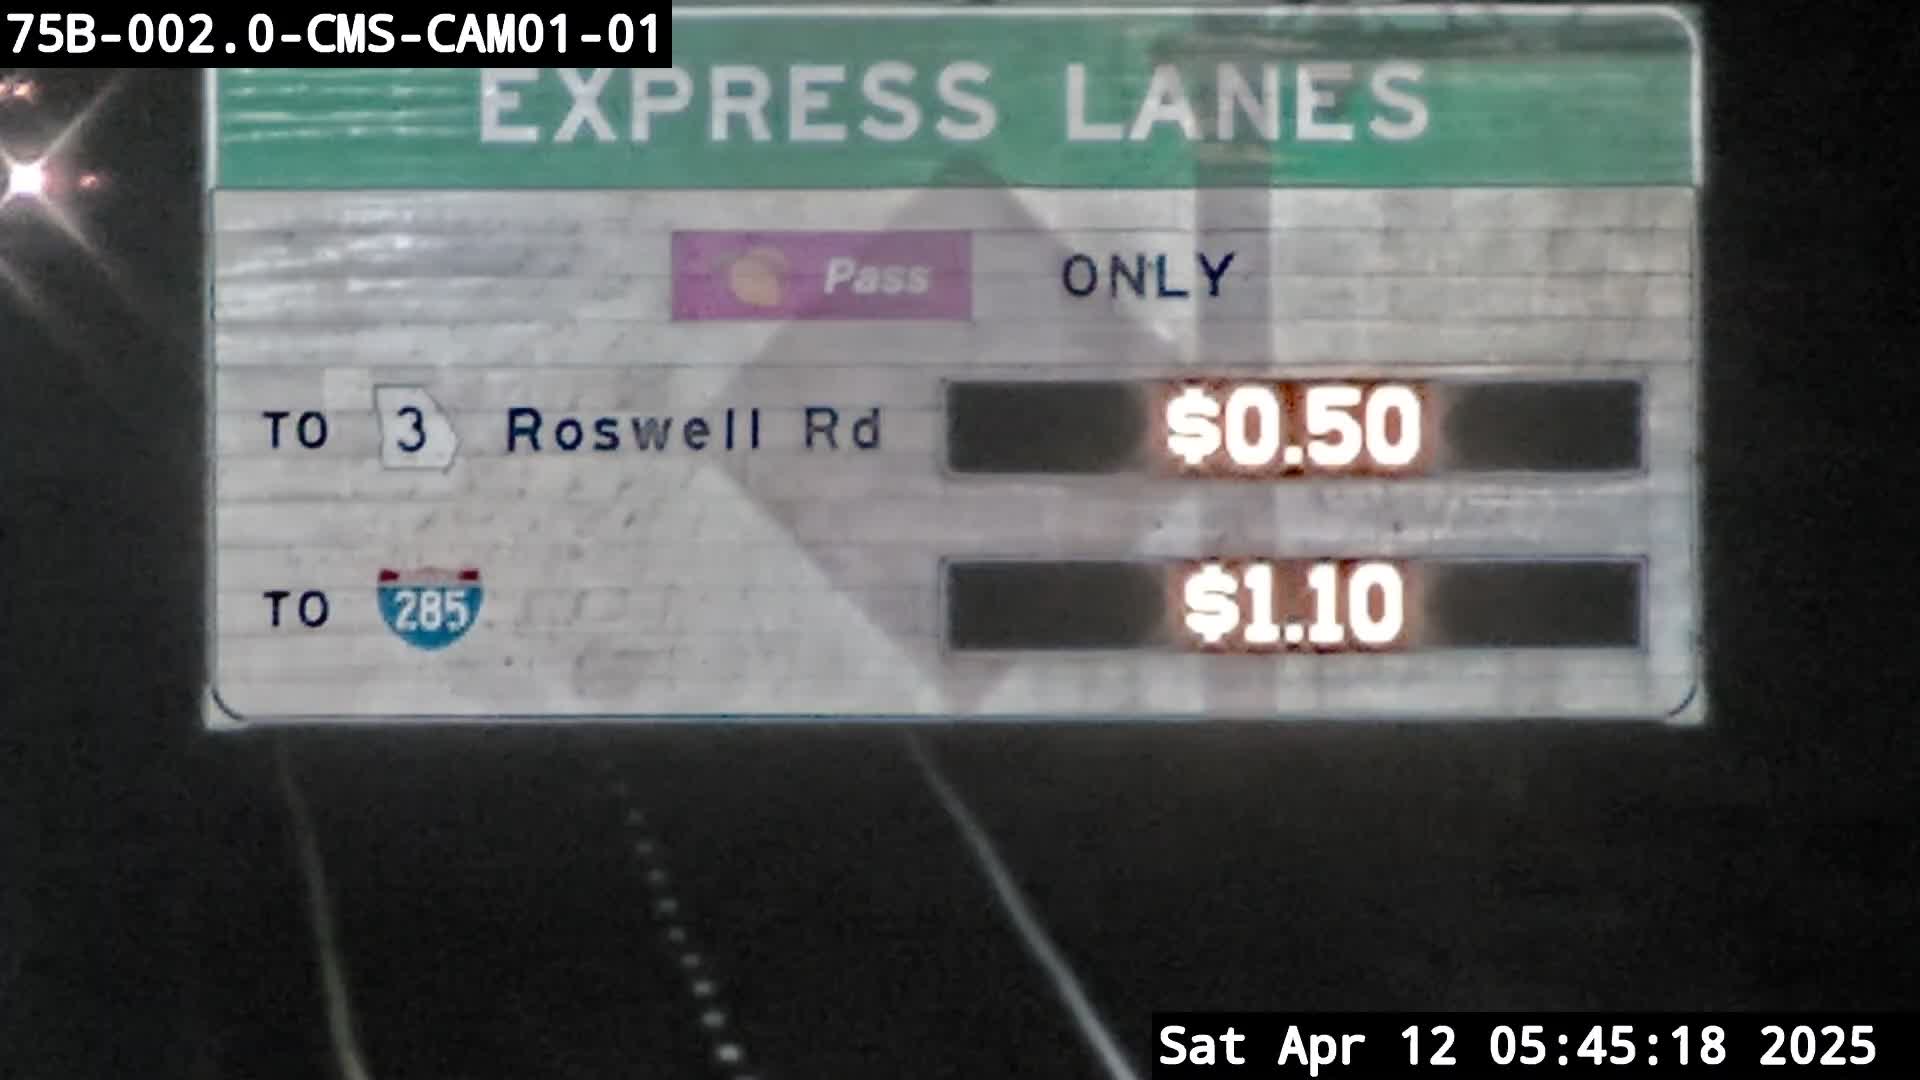 75B-002.0-CMS-CAM01-01
EXPRESS LANES
Pass ONLY
TO 3 Roswell Rd $0.50
TO 285 $1.10
Sat Apr 12 05:45:18 2025